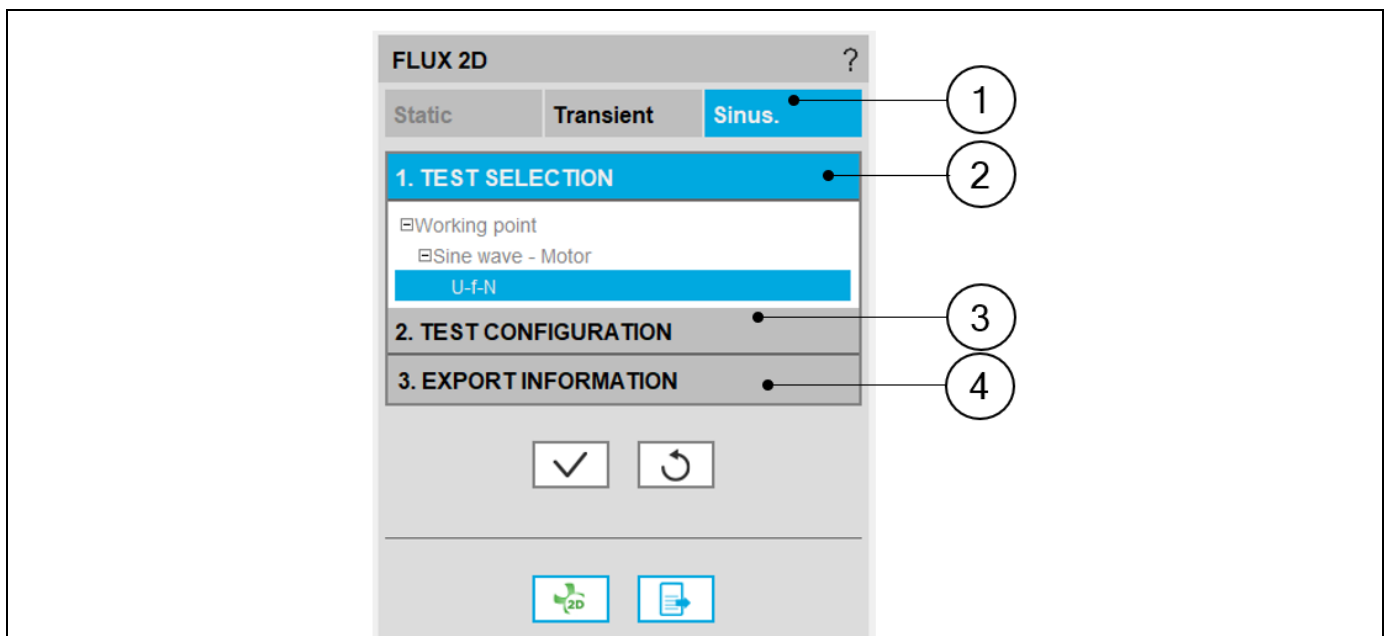 FLUX 2D ?
Static Transient Sinus.
1
1. TEST SELECTION
2
Working point
Sine wave - Motor
U-f-N
2. TEST CONFIGURATION
3
3. EXPORT INFORMATION
4
2D